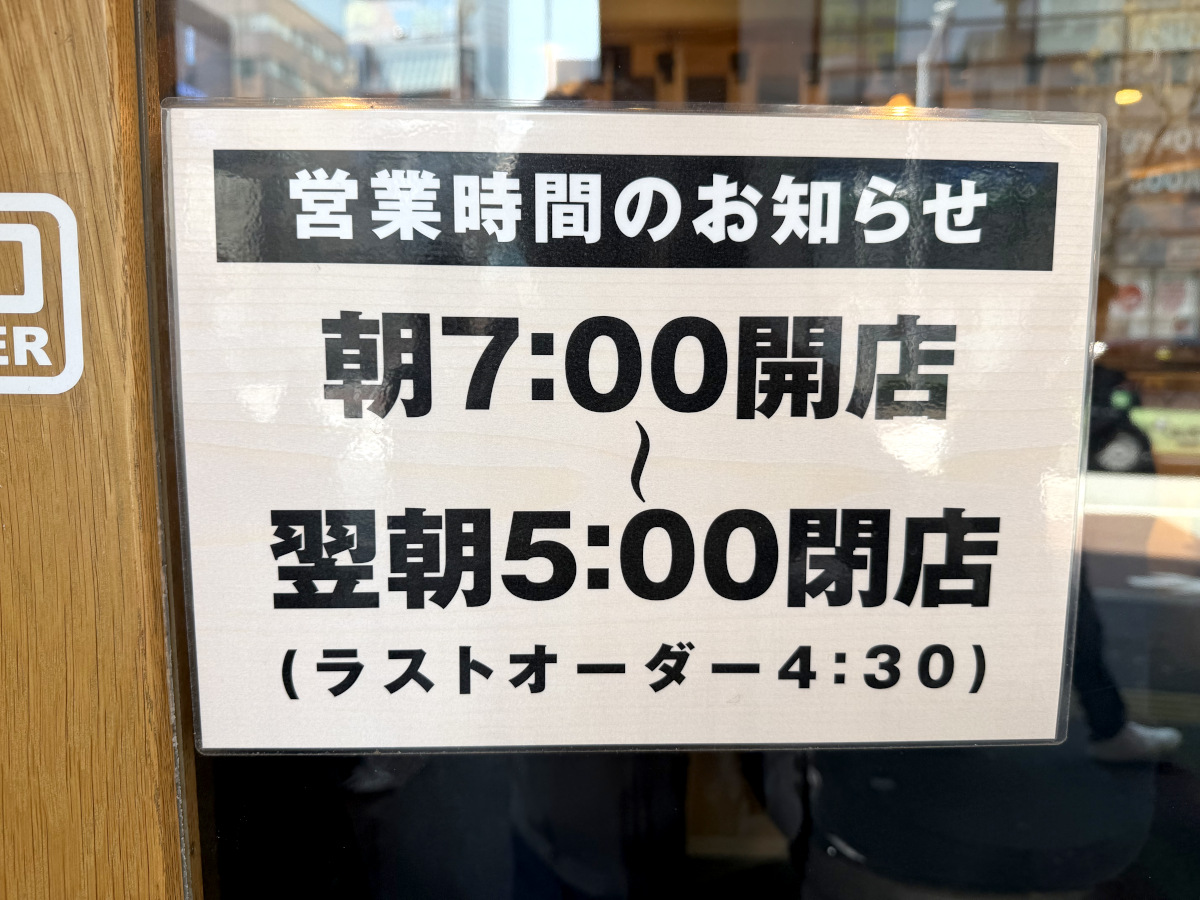 営業時間のお知らせ
朝7:00開店
〜
翌朝5:00閉店
(ラストオーダー4:30)
ER